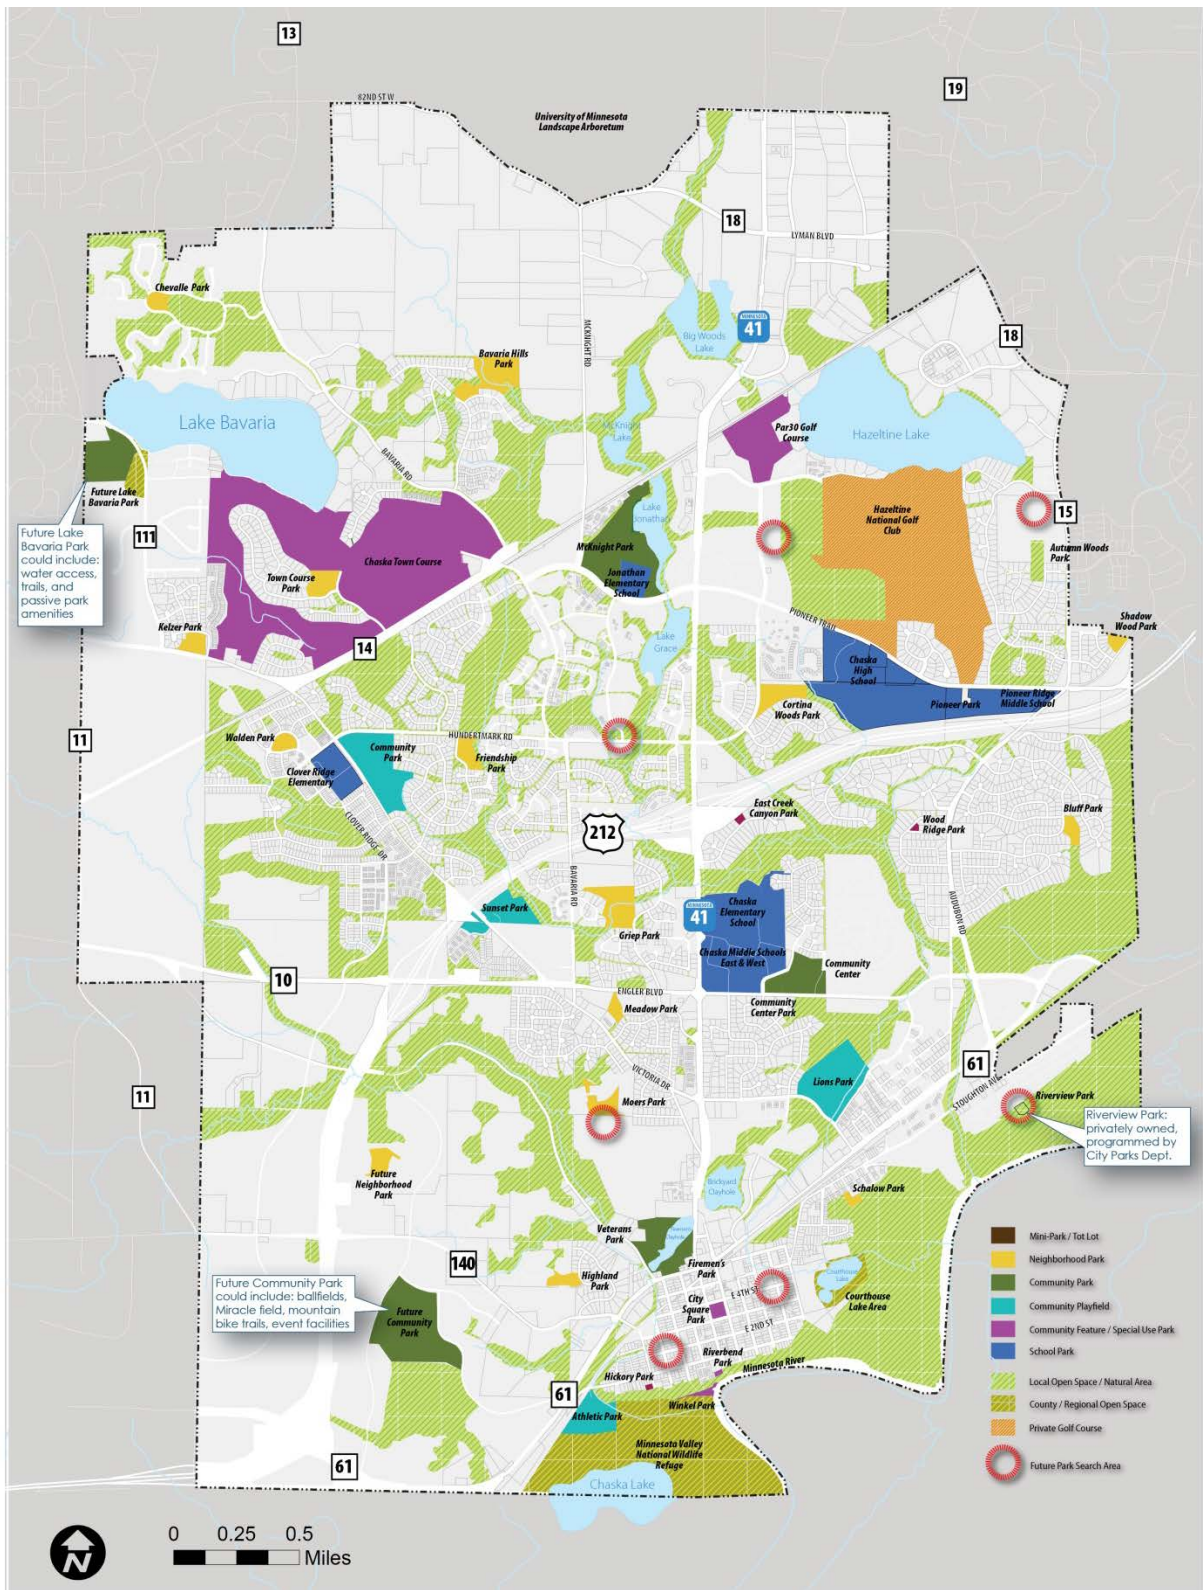 13
19
82ND ST W
University of Minnesota
Landscape Arboretum
18
LYMAN BLVD
Chevalle Park
MCKNIGHT RD
Big Woods
Lake
MINNESOTA
41
18
Bavaria Hills
Park
Lake Bavaria
McKnight
Lake
Par30 Golf
Course
Hazeltine Lake
BAVARIA RD
Future Lake
Bavaria Park
Lake
Jonathan
Hazeltine
National Golf
Club
15
111
Future Lake
Bavaria Park
could include:
water access,
trails, and
passive park
amenities
Chaska Town Course
McKnight Park
Autumn Woods
Park
Town Course
Park
Jonathan
Elementary
School
PIONEER TRAIL
Shadow
Wood Park
Kelzer Park
14
Lake
Grace
Chaska
High
School
Pioneer Park
Pioneer Ridge
Middle School
Cortina
Woods Park
11
Walden Park
HUNDERTMARK RD
Community
Park
Friendship
Park
Clover Ridge
Elementary
CLOVER RIDGE DR
212
East Creek
Canyon Park
Wood
Ridge Park
Bluff Park
BAVARIA RD
Sunset Park
Griep Park
MINNESOTA
41
Chaska
Elementary
School
AUDUBON RD
Chaska Middle Schools
East & West
Community
Center
10
ENGLER BLVD
Meadow Park
Community
Center Park
VICTORIA DR
Lions Park
61
STOUGHTON AVE
11
Moers Park
Riverview Park
Riverview Park:
privately owned,
programmed by
City Parks Dept.
Future
Neighborhood
Park
Brickyard
Clayhole
Schalow Park
Veterans
Park
Firemen's
Park
140
Highland
Park
Future Community Park
could include: ballfields,
Miracle field, mountain
bike trails, event facilities
Future
Community
Park
City
Square
Park
E 4TH ST
E 2ND ST
Courthouse
Lake
Courthouse
Lake Area
Riverbend
Park
Minnesota River
Hickory Park
61
Athletic Park
Winkel Park
Minnesota Valley
National Wildlife
Refuge
61
Chaska Lake
Mini-Park / Tot Lot
Neighborhood Park
Community Park
Community Playfield
Community Feature / Special Use Park
School Park
Local Open Space / Natural Area
County / Regional Open Space
Private Golf Course
Future Park Search Area
N
0 0.25 0.5
Miles